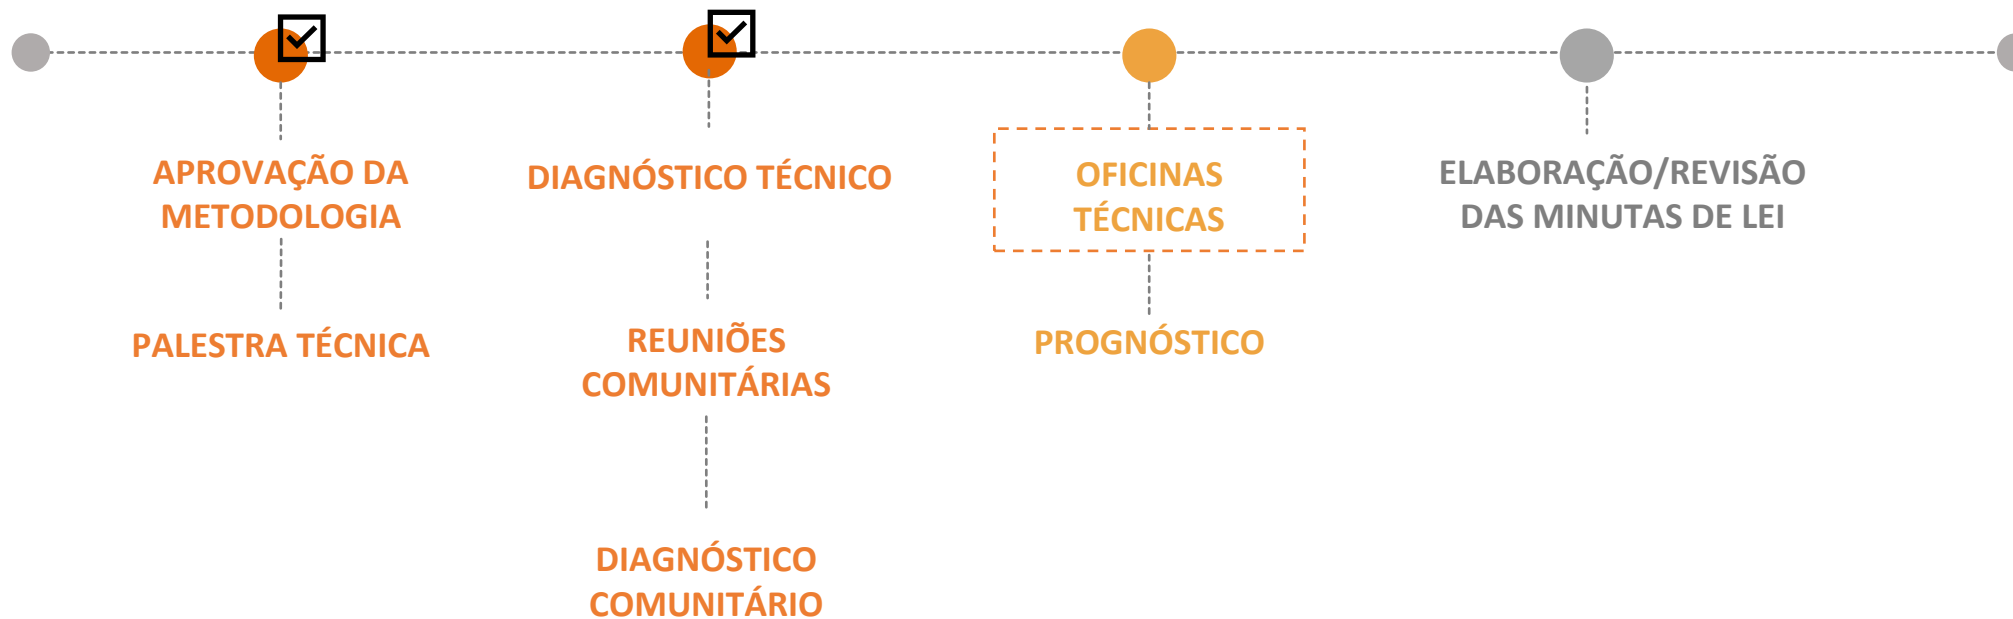 APROVAÇÃO DA
METODOLOGIA
PALESTRA TÉCNICA
DIAGNÓSTICO TÉCNICO
REUNIÕES
COMUNITÁRIAS
DIAGNÓSTICO
COMUNITÁRIO
OFICINAS
TÉCNICAS
PROGNÓSTICO
ELABORAÇÃO/REVISÃO
DAS MINUTAS DE LEI